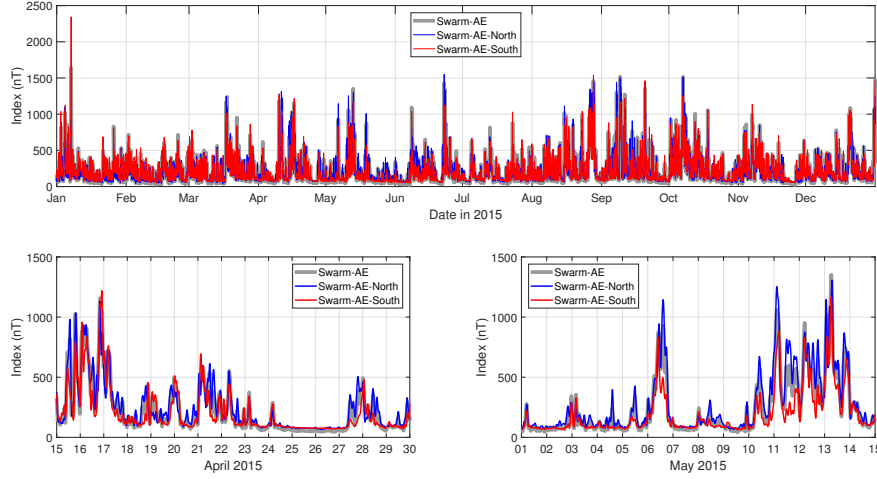 2500
2000
1500
1000
500
0
Index (nT)
Swarm-AE
Swarm-AE-North
Swarm-AE-South
Jan Feb Mar Apr May Jun Jul Aug Sep Oct Nov Dec
Date in 2015
1500
1000
500
0
Index (nT)
Swarm-AE
Swarm-AE-North
Swarm-AE-South
15 16 17 18 19 20 21 22 23 24 25 26 27 28 29 30
April 2015
1500
1000
500
0
Index (nT)
Swarm-AE
Swarm-AE-North
Swarm-AE-South
01 02 03 04 05 06 07 08 09 10 11 12 13 14 15
May 2015